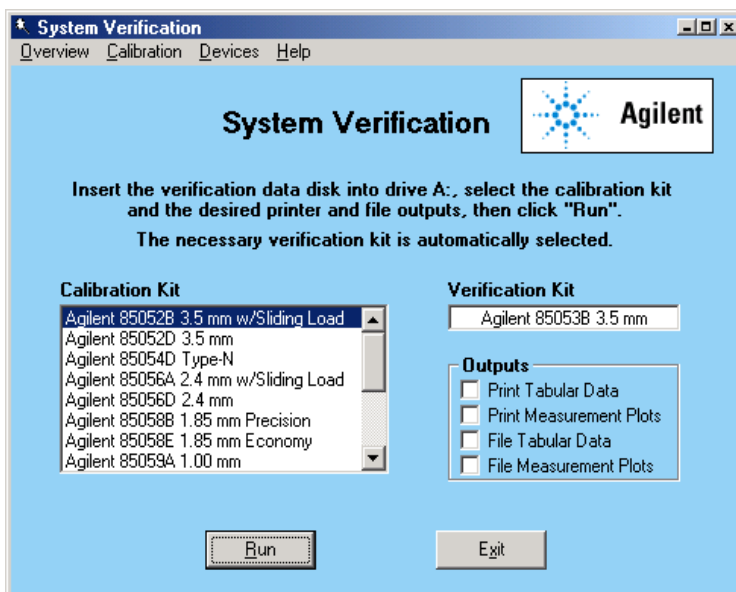 System Verification
Overview Calibration Devices Help
System Verification
Agilent
Insert the verification data disk into drive A:, select the calibration kit
and the desired printer and file outputs, then click "Run".
The necessary verification kit is automatically selected.
Calibration Kit
Agilent 85052B 3.5 mm w/Sliding Load
Agilent 85052D 3.5 mm
Agilent 85054D Type-N
Agilent 85056A 2.4 mm w/Sliding Load
Agilent 85056D 2.4 mm
Agilent 85058B 1.85 mm Precision
Agilent 85058E 1.85 mm Economy
Agilent 85059A 1.00 mm
Verification Kit
Agilent 85053B 3.5 mm
Outputs
Print Tabular Data
Print Measurement Plots
File Tabular Data
File Measurement Plots
Run
Exit